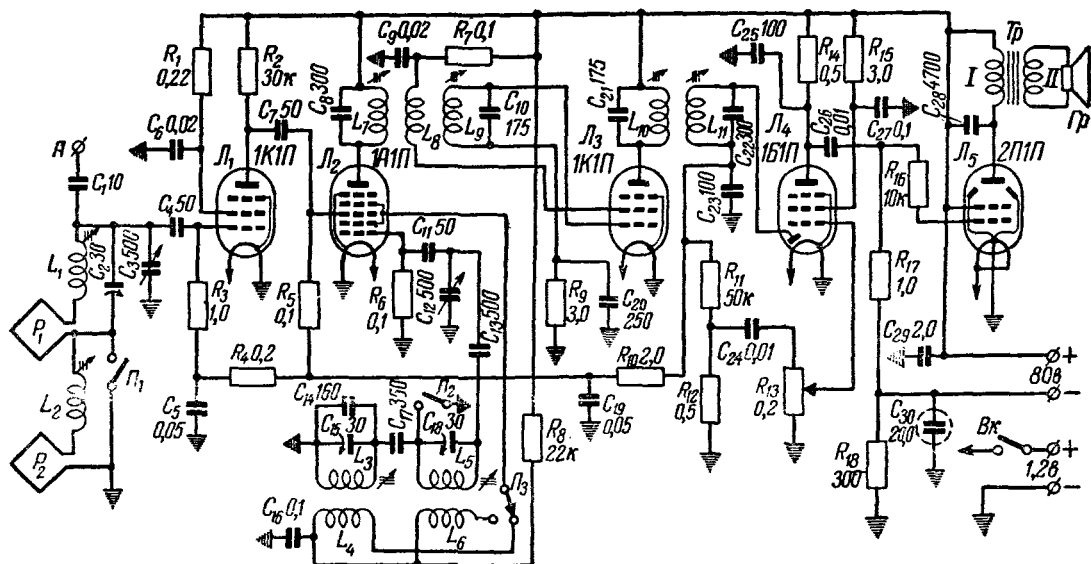 C₉ 0,02
R₇ 0,1
C₂₅ 100
R₁ 0,22
R₂ 30к
R₁₄ 0,5
R₁₅ 3,0
I
Тр
II
Гр
C₂₈ 4700
C₆ 0,02
C₇ 50
C₈ 300
L₇
L₈
L₉
C₁₀ 175
C₂₁ 175
L₁₀
L₁₁
C₂₂ 300
C₂₆ 0,01
C₂₇ 0,1
A
C₁ 10
Л₁
1К1П
Л₂
1А1П
Л₃
1К1П
Л₄
1Б1П
Л₅
2П1П
R₁₆ 10к
C₂₃ 100
C₄ 50
L₁
C₂ 30
C₃ 500
C₁₁ 50
P₁
П₁
R₃ 1,0
R₅ 0,1
R₆ 0,1
C₁₂ 500
C₁₃ 500
R₉ 3,0
C₂₉ 250
R₁₁ 50к
C₂₄ 0,01
R₁₇ 1,0
C₂₉ 2,0
+
80в
−
L₂
P₂
R₄ 0,2
R₁₀ 2,0
R₁₂ 0,5
R₁₃ 0,2
C₅ 0,05
C₁₄ 160
C₁₅ 30
C₁₇ 350
П₂
C₁₈ 30
L₃
L₅
C₁₉ 0,05
R₈ 22к
C₃₀ 20,0
Вк
+
1,2в
−
R₁₈ 300
П₃
C₁₆ 0,1
L₄
L₆